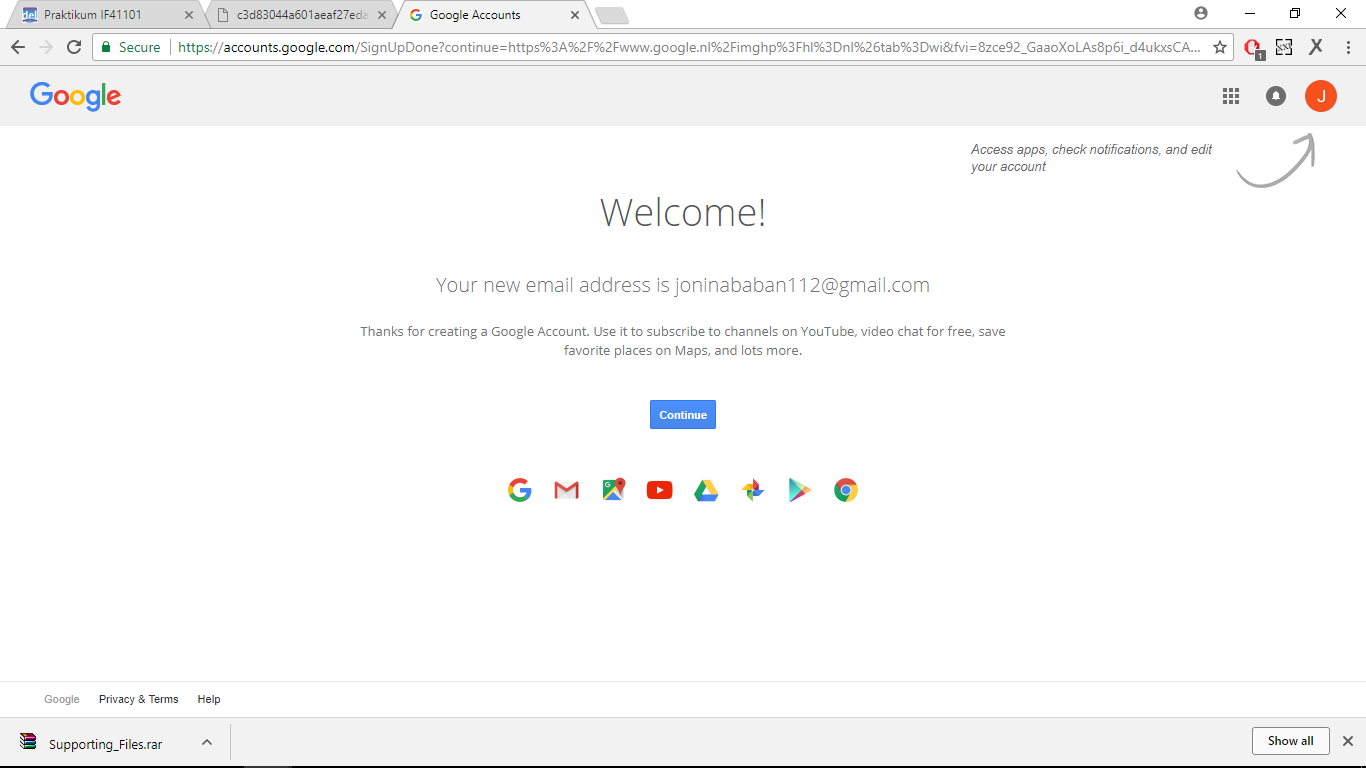 Praktikum IF41101
c3d83044a601aeaf27eda
Google Accounts
Secure
https://accounts.google.com/SignUpDone?continue=https%3A%2F%2Fwww.google.nl%2Fimghp%3Fhl%3Dnl%26tab%3Dwi&fvi=8zce92_GaaoXoLAs8p6i_d4ukxsCA...
1
Google
J
Access apps, check notifications, and edit
your account
Welcome!
Your new email address is joninababan112@gmail.com
Thanks for creating a Google Account. Use it to subscribe to channels on YouTube, video chat for free, save
favorite places on Maps, and lots more.
Continue
Google
Privacy & Terms
Help
Supporting_Files.rar
Show all